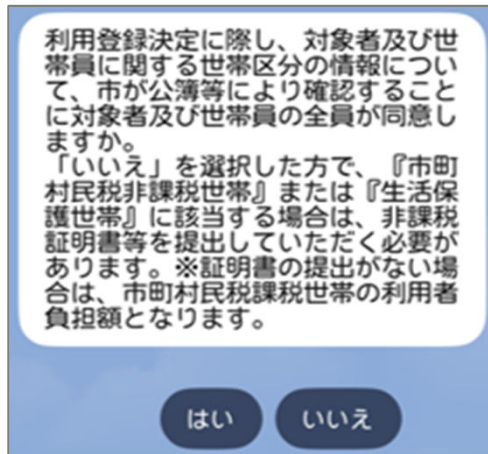 利用登録決定に際し、対象者及び世
帯員に関する世帯区分の情報につい
て、市が公簿等により確認すること
に対象者及び世帯員の全員が同意し
ますか。
「いいえ」を選択した方で、『市町
村民税非課税世帯』または『生活保
護世帯』に該当する場合は、非課税
証明書等を提出していただく必要が
あります。※証明書の提出がない場
合は、市町村民税課税世帯の利用者
負担額となります。
はい
いいえ